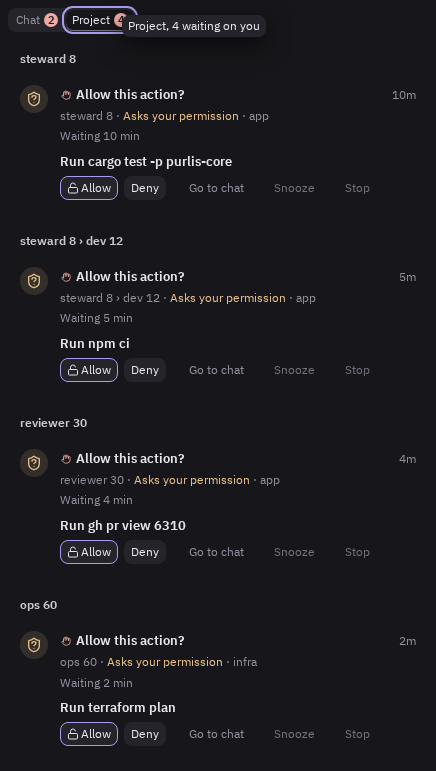 Chat 2 Project 4
Project, 4 waiting on you
steward 8
Allow this action? 10m
steward 8 · Asks your permission · app
Waiting 10 min
Run cargo test -p purlis-core
Allow Deny Go to chat Snooze Stop
steward 8 › dev 12
Allow this action? 5m
steward 8 › dev 12 · Asks your permission · app
Waiting 5 min
Run npm ci
Allow Deny Go to chat Snooze Stop
reviewer 30
Allow this action? 4m
reviewer 30 · Asks your permission · app
Waiting 4 min
Run gh pr view 6310
Allow Deny Go to chat Snooze Stop
ops 60
Allow this action? 2m
ops 60 · Asks your permission · infra
Waiting 2 min
Run terraform plan
Allow Deny Go to chat Snooze Stop